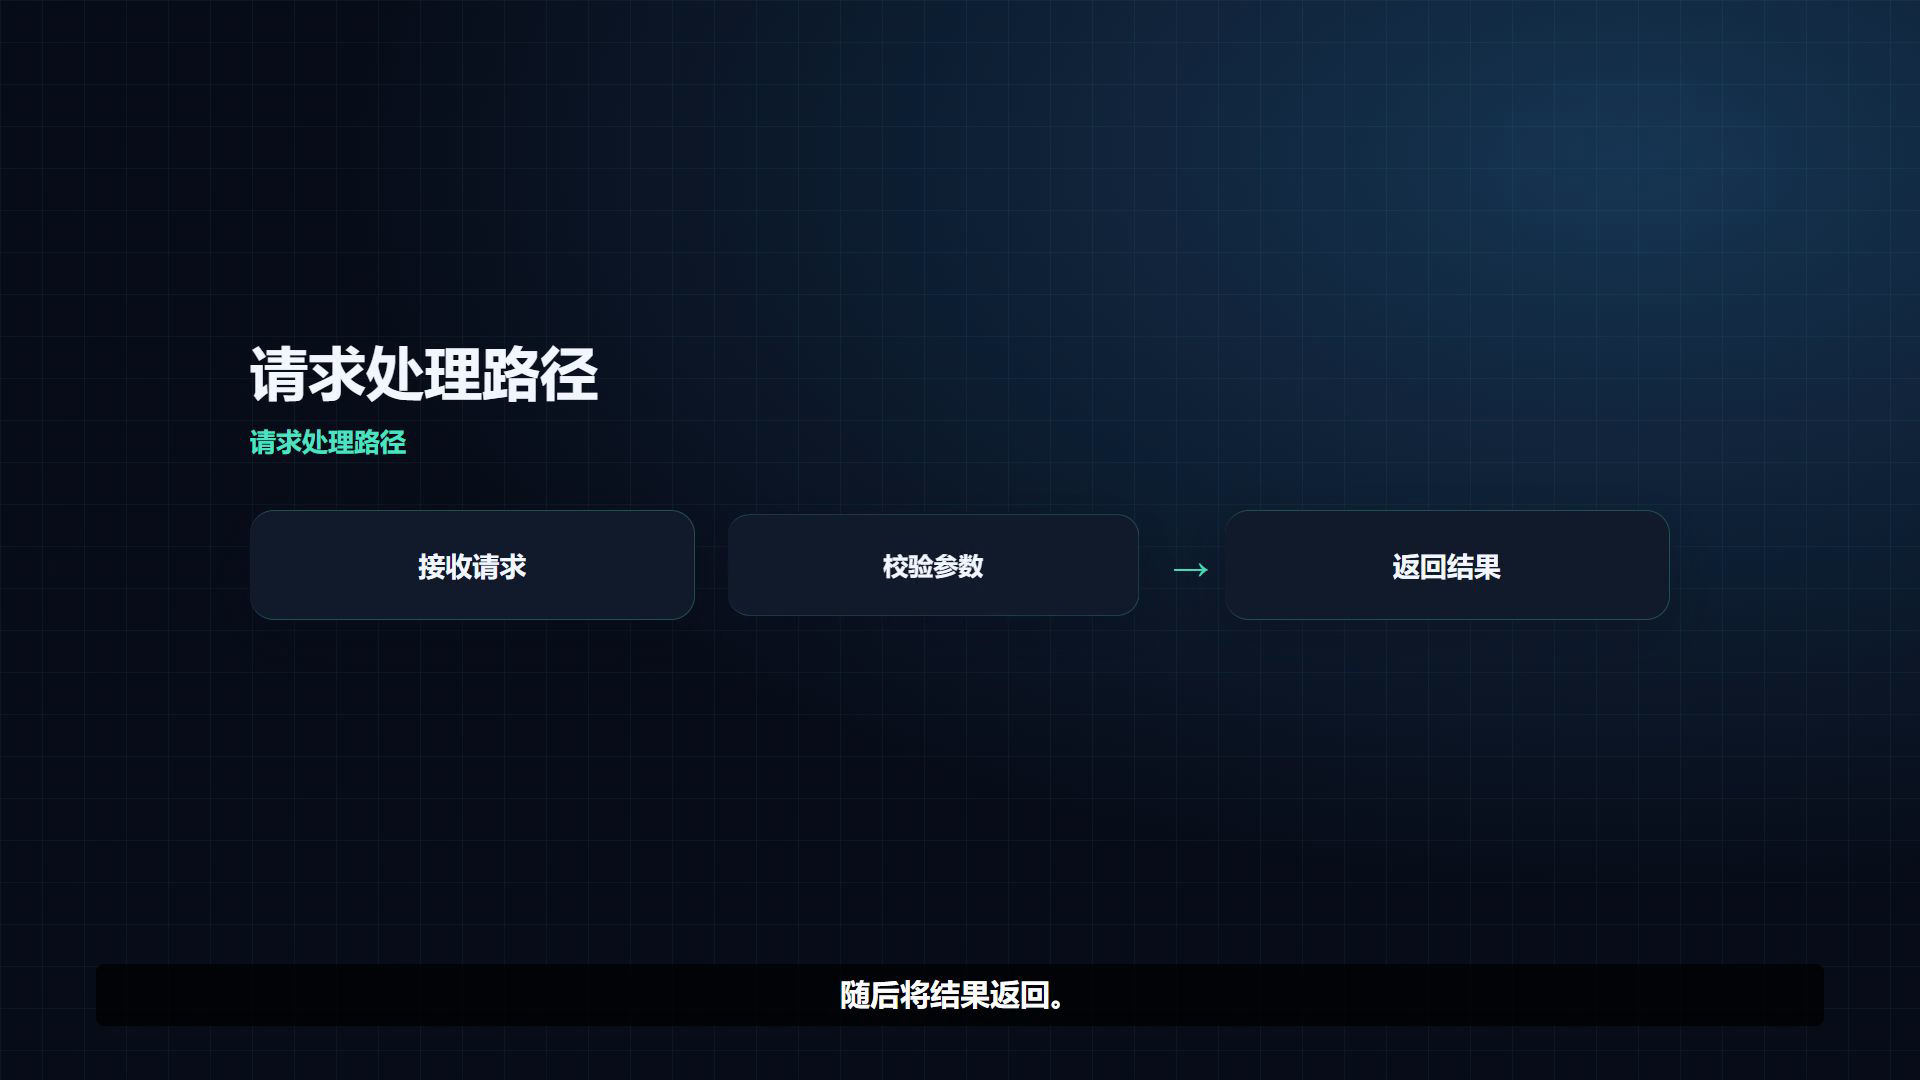 请求处理路径
请求处理路径
接收请求
校验参数 → 返回结果
随后将结果返回。